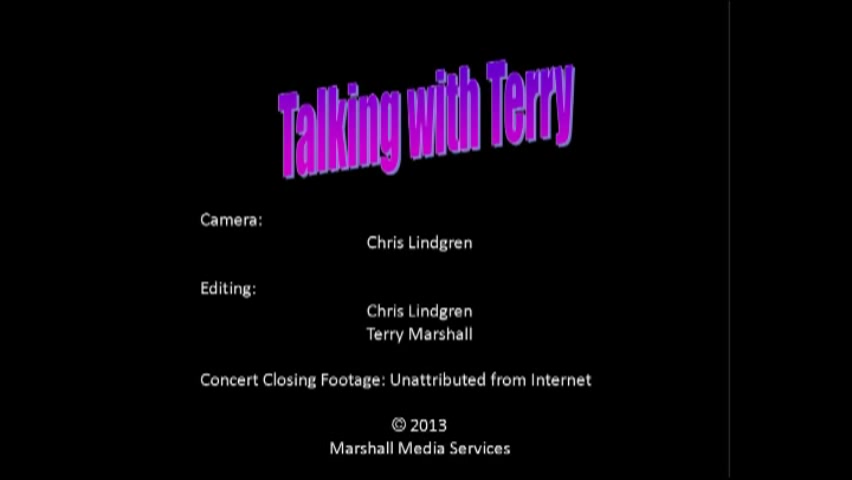 Talking with Terry
Camera:
Chris Lindgren
Editing:
Chris Lindgren
Terry Marshall
Concert Closing Footage: Unattributed from Internet
© 2013
Marshall Media Services